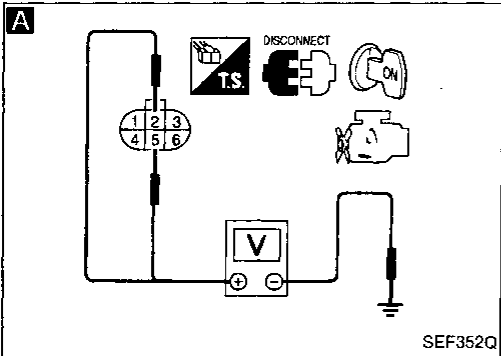 A
DISCONNECT
T.S.
ON
1 2 3
4 5 6
V
+ −
SEF352Q